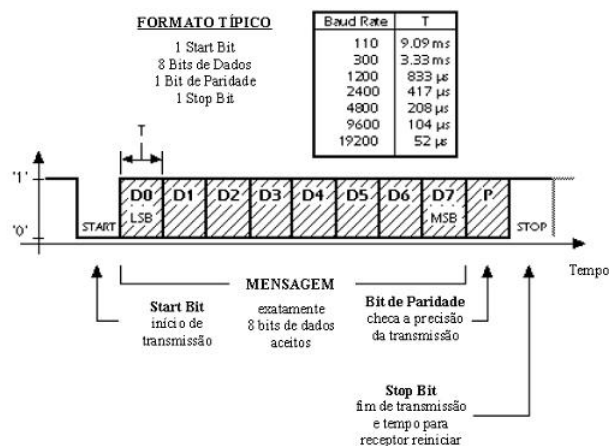 FORMATO TÍPICO
1 Start Bit
8 Bits de Dados
1 Bit de Paridade
1 Stop Bit
Baud Rate T
110 9.09 ms
300 3.33 ms
1200 833 µs
2400 417 µs
4800 208 µs
9600 104 µs
19200 52 µs
T
'1'
D0 D1 D2 D3 D4 D5 D6 D7 P
START LSB MSB STOP
'0'
Tempo
MENSAGEM
exatamente
8 bits de dados
aceitos
Start Bit
início de
transmissão
Bit de Paridade
checa a precisão
da transmissão
Stop Bit
fim de transmissão
e tempo para
receptor reiniciar